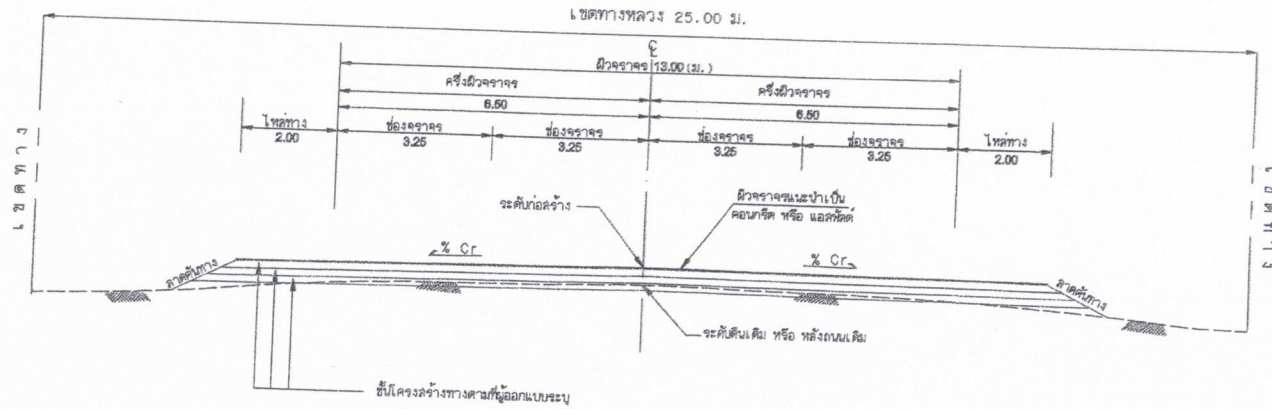 เขตทางหลวง 25.00 ม.
℄
ผิวจราจร 13.00 (ม.)
ครึ่งผิวจราจร
ครึ่งผิวจราจร
6.50
6.50
ไหล่ทาง
ช่องจราจร
ช่องจราจร
ช่องจราจร
ช่องจราจร
ไหล่ทาง
2.00
3.25
3.25
3.25
3.25
2.00
เขตทาง
เขตทาง
ระดับก่อสร้าง
ผิวจราจรแนะนำเป็น
คอนกรีต หรือ แอสฟัลต์
% Cr
% Cr
ลาดคันทาง
ลาดคันทาง
ระดับดินเดิม หรือ หลังถนนเดิม
ชั้นโครงสร้างทางตามที่ผู้ออกแบบระบุ